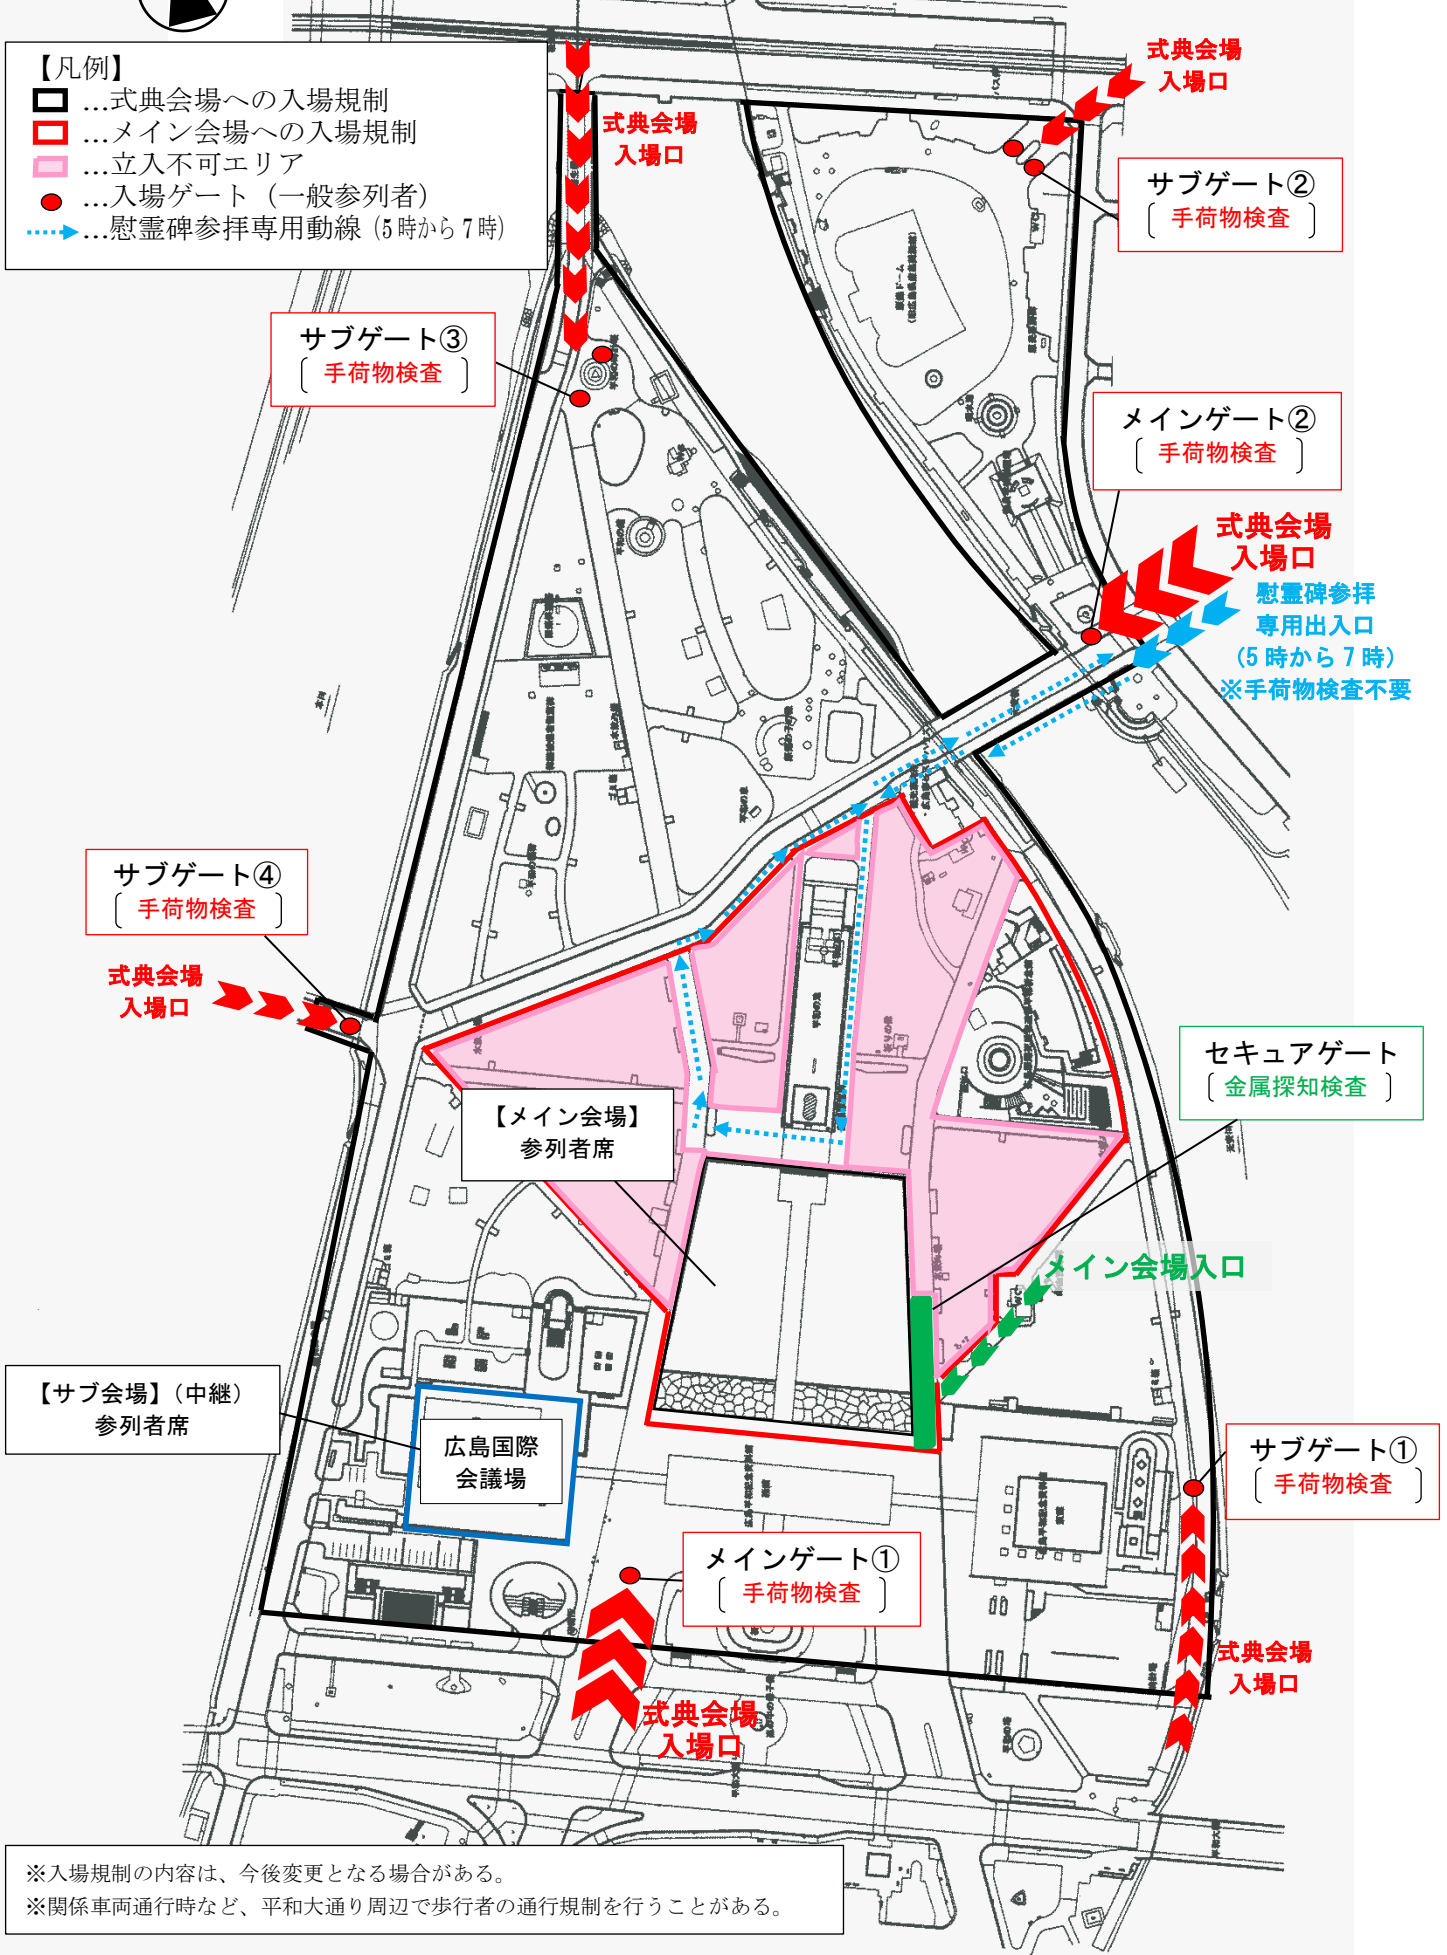 【凡例】
…式典会場への入場規制
…メイン会場への入場規制
…立入不可エリア
…入場ゲート（一般参列者）
…慰霊碑参拝専用動線（5時から7時）
式典会場
入場口
式典会場
入場口
サブゲート②
手荷物検査
サブゲート③
手荷物検査
メインゲート②
手荷物検査
式典会場
入場口
慰霊碑参拝
専用出入口
（5時から7時）
※手荷物検査不要
サブゲート④
手荷物検査
式典会場
入場口
セキュアゲート
金属探知検査
【メイン会場】
参列者席
メイン会場入口
【サブ会場】（中継）
参列者席
広島国際
会議場
サブゲート①
手荷物検査
メインゲート①
手荷物検査
式典会場
入場口
式典会場
入場口
※入場規制の内容は、今後変更となる場合がある。
※関係車両通行時など、平和大通り周辺で歩行者の通行規制を行うことがある。